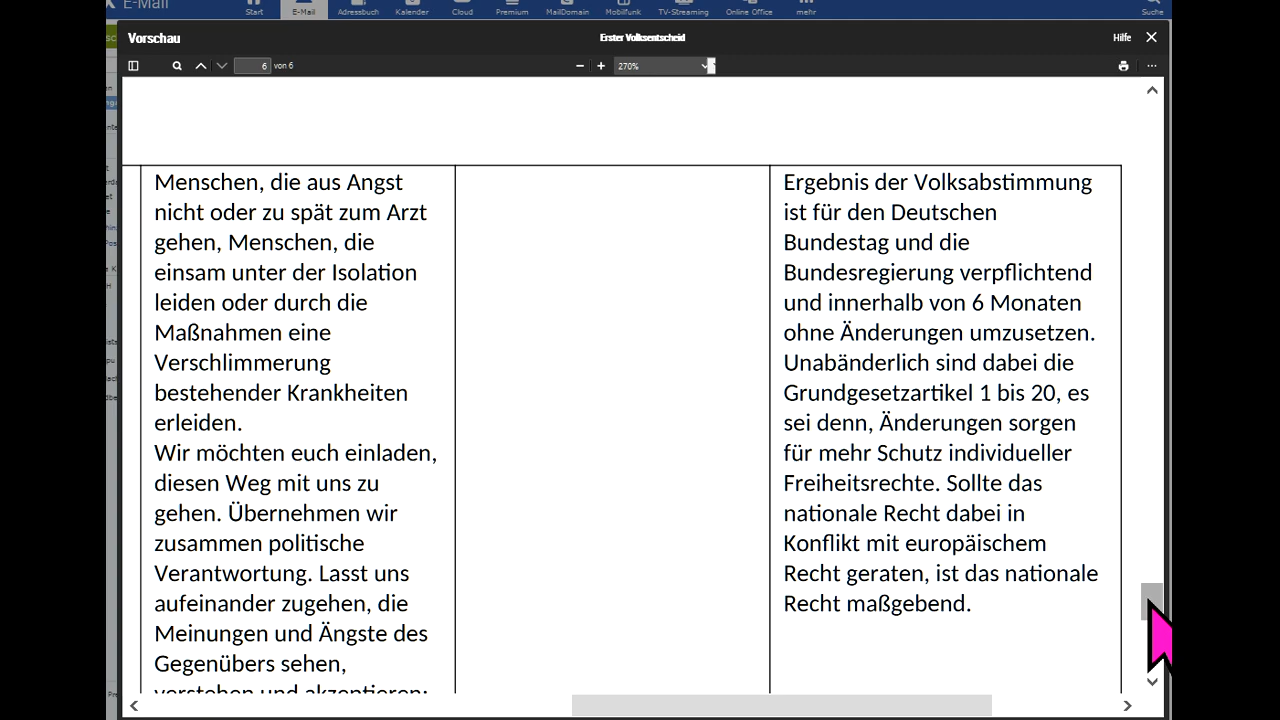 E-Mail
Start E-Mail Adressbuch Kalender Cloud Premium MailDomain Mobilfunk TV-Streaming Online Office mehr Suche
Vorschau Erster Volksentscheid Hilfe
6 von 6 270%
Menschen, die aus Angst
nicht oder zu spät zum Arzt
gehen, Menschen, die
einsam unter der Isolation
leiden oder durch die
Maßnahmen eine
Verschlimmerung
bestehender Krankheiten
erleiden.
Wir möchten euch einladen,
diesen Weg mit uns zu
gehen. Übernehmen wir
zusammen politische
Verantwortung. Lasst uns
aufeinander zugehen, die
Meinungen und Ängste des
Gegenübers sehen,
verstehen und akzeptieren;
Ergebnis der Volksabstimmung
ist für den Deutschen
Bundestag und die
Bundesregierung verpflichtend
und innerhalb von 6 Monaten
ohne Änderungen umzusetzen.
Unabänderlich sind dabei die
Grundgesetzartikel 1 bis 20, es
sei denn, Änderungen sorgen
für mehr Schutz individueller
Freiheitsrechte. Sollte das
nationale Recht dabei in
Konflikt mit europäischem
Recht geraten, ist das nationale
Recht maßgebend.